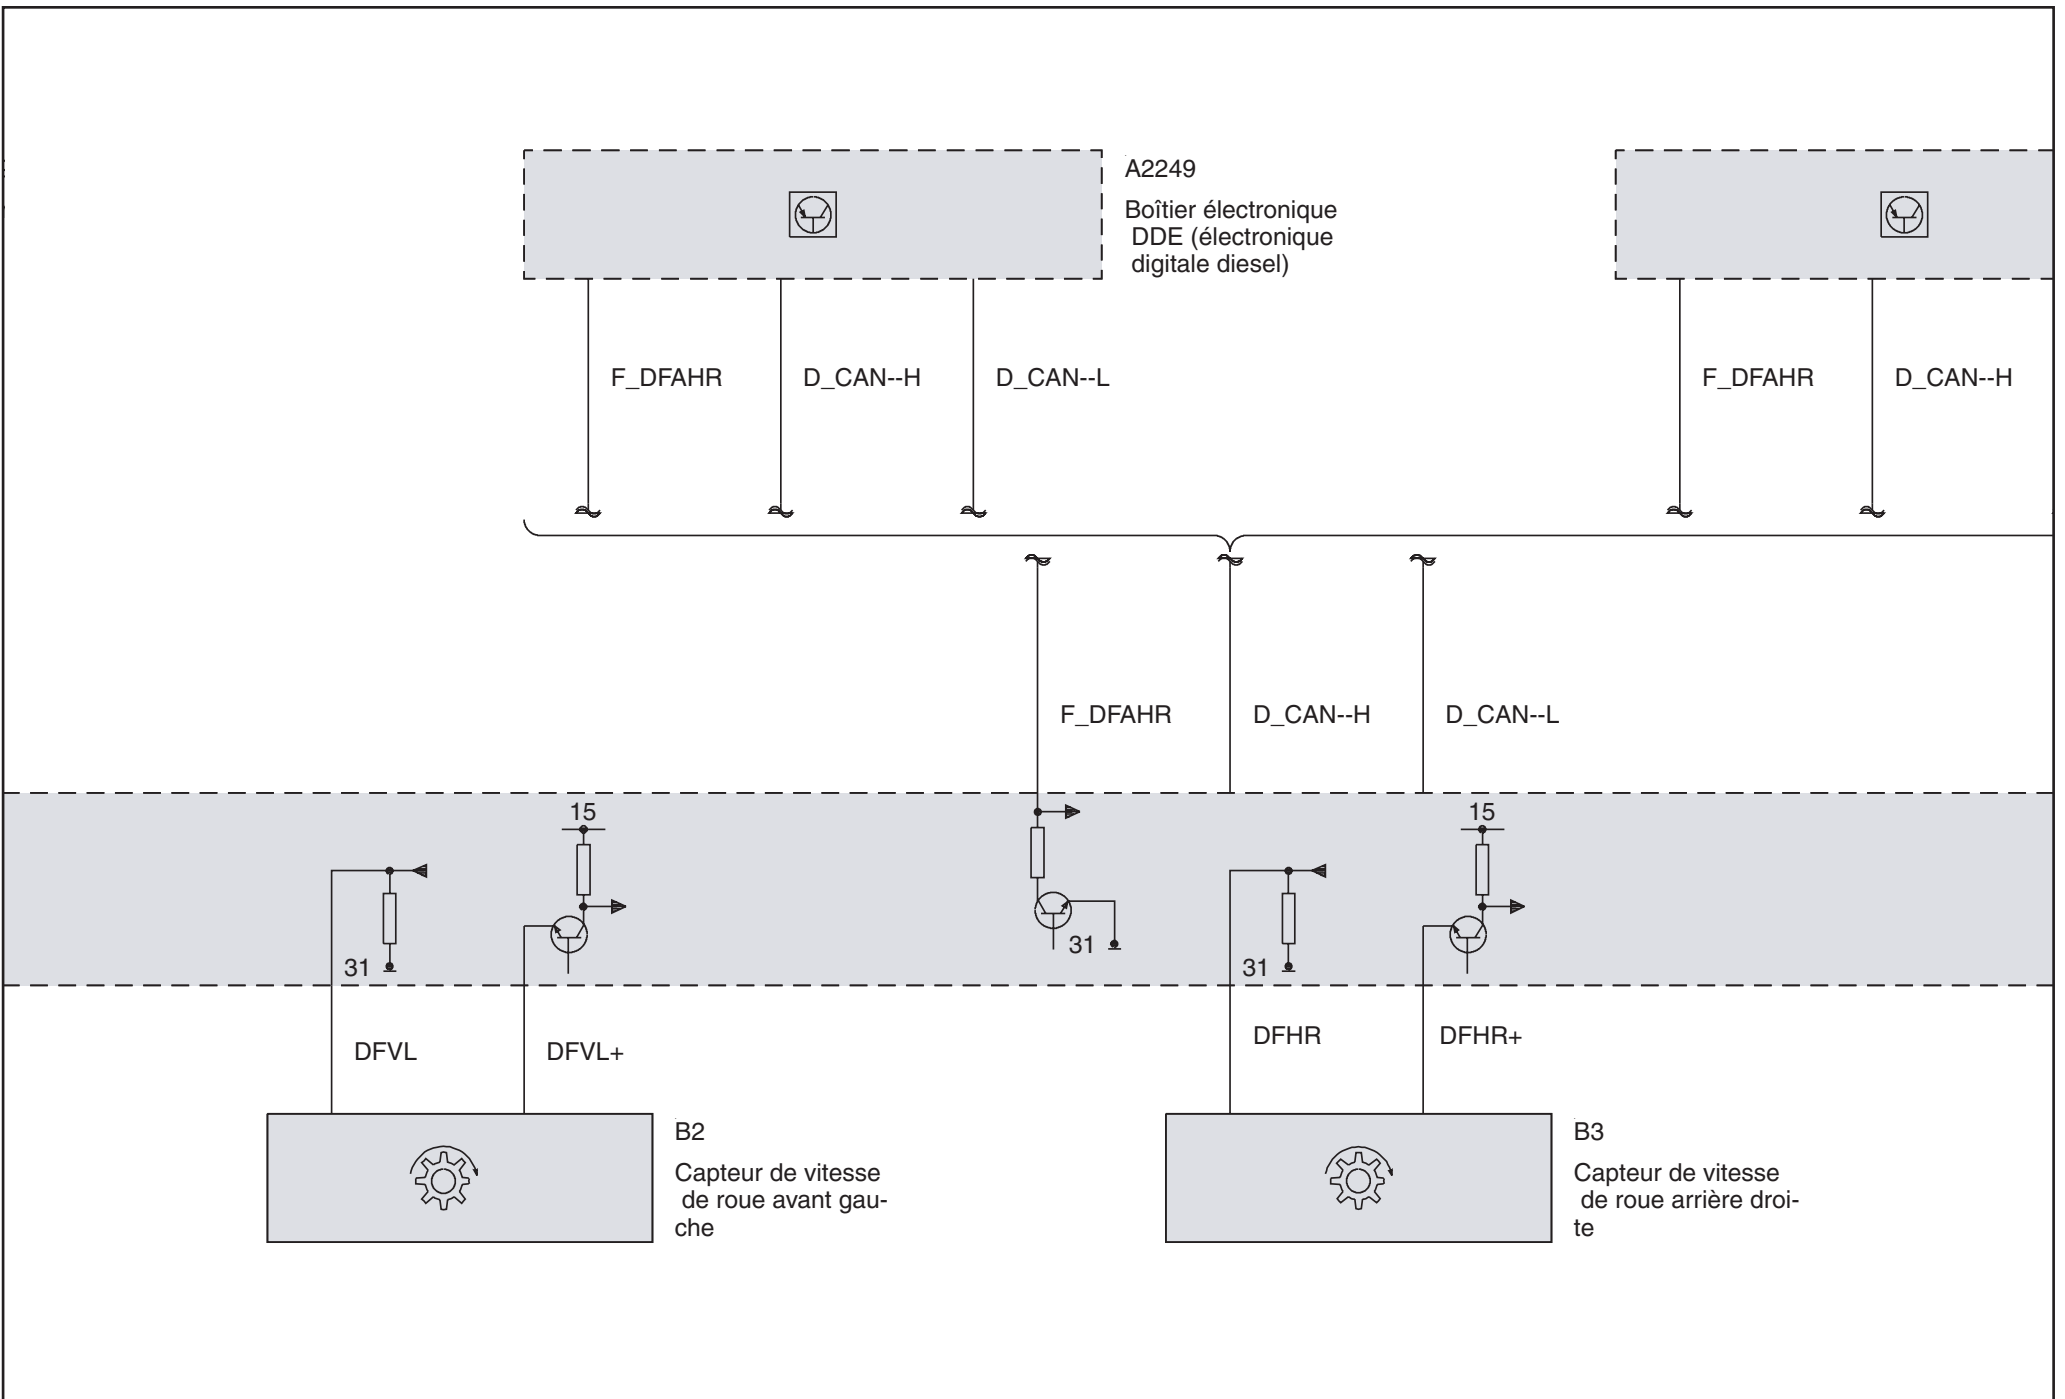 A2249
Boîtier électronique
DDE (électronique
digitale diesel)
F_DFAHR
D_CAN--H
D_CAN--L
F_DFAHR
D_CAN--H
F_DFAHR
D_CAN--H
D_CAN--L
15
15
31
31
31
DFVL
DFVL+
DFHR
DFHR+
B2
Capteur de vitesse
de roue avant gau-
che
B3
Capteur de vitesse
de roue arrière droi-
te